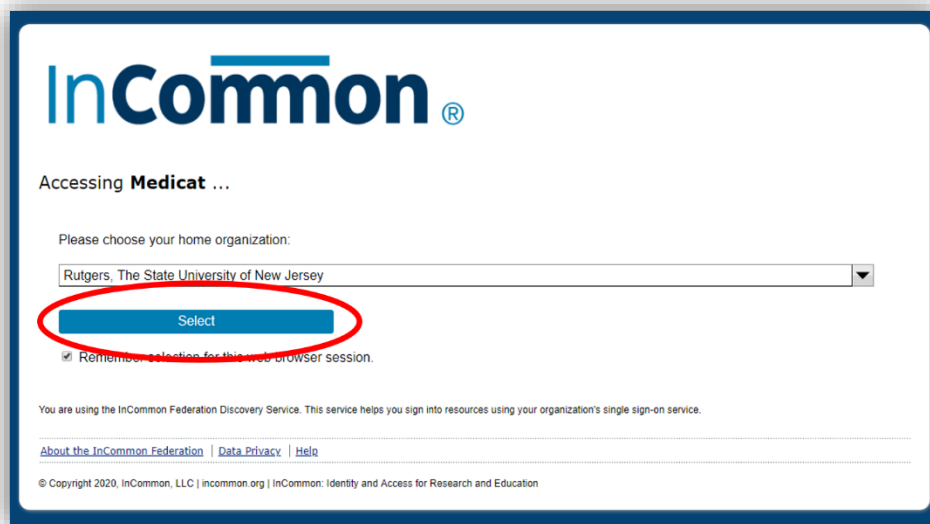 InCommon ®
Accessing Medicat ...
Please choose your home organization:
Rutgers, The State University of New Jersey
Select
Remember selection for this web browser session.
You are using the InCommon Federation Discovery Service. This service helps you sign into resources using your organization's single sign-on service.
About the InCommon Federation | Data Privacy | Help
© Copyright 2020, InCommon, LLC | incommon.org | InCommon: Identity and Access for Research and Education